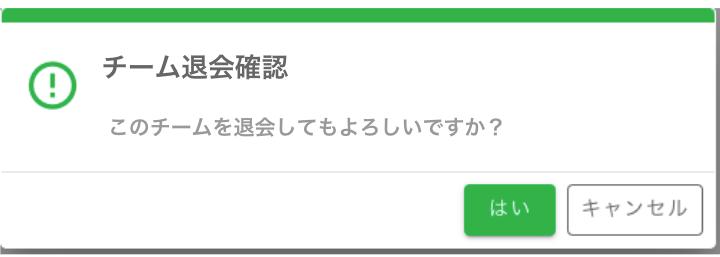 チーム退会確認
このチームを退会してもよろしいですか？
はい
キャンセル